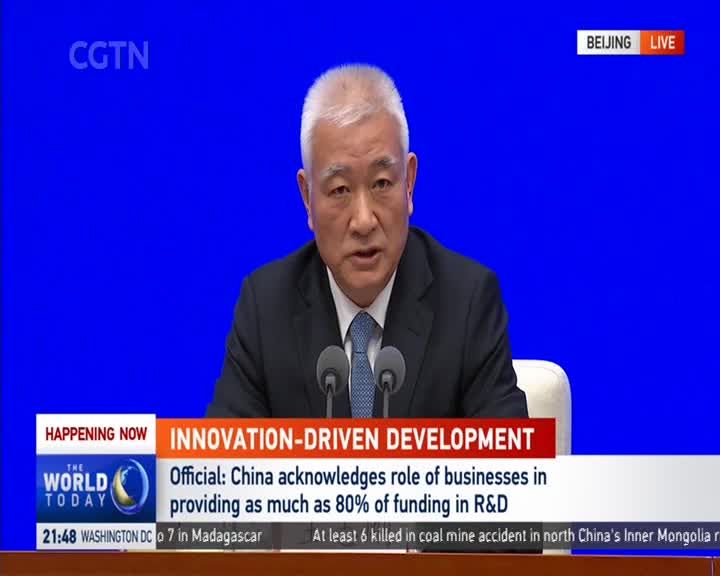 CGTN
BEIJING LIVE
HAPPENING NOW
INNOVATION-DRIVEN DEVELOPMENT
THE
WORLD
TODAY
Official: China acknowledges role of businesses in
providing as much as 80% of funding in R&D
21:48 WASHINGTON DC
o 7 in Madagascar At least 6 killed in coal mine accident in north China's Inner Mongolia r